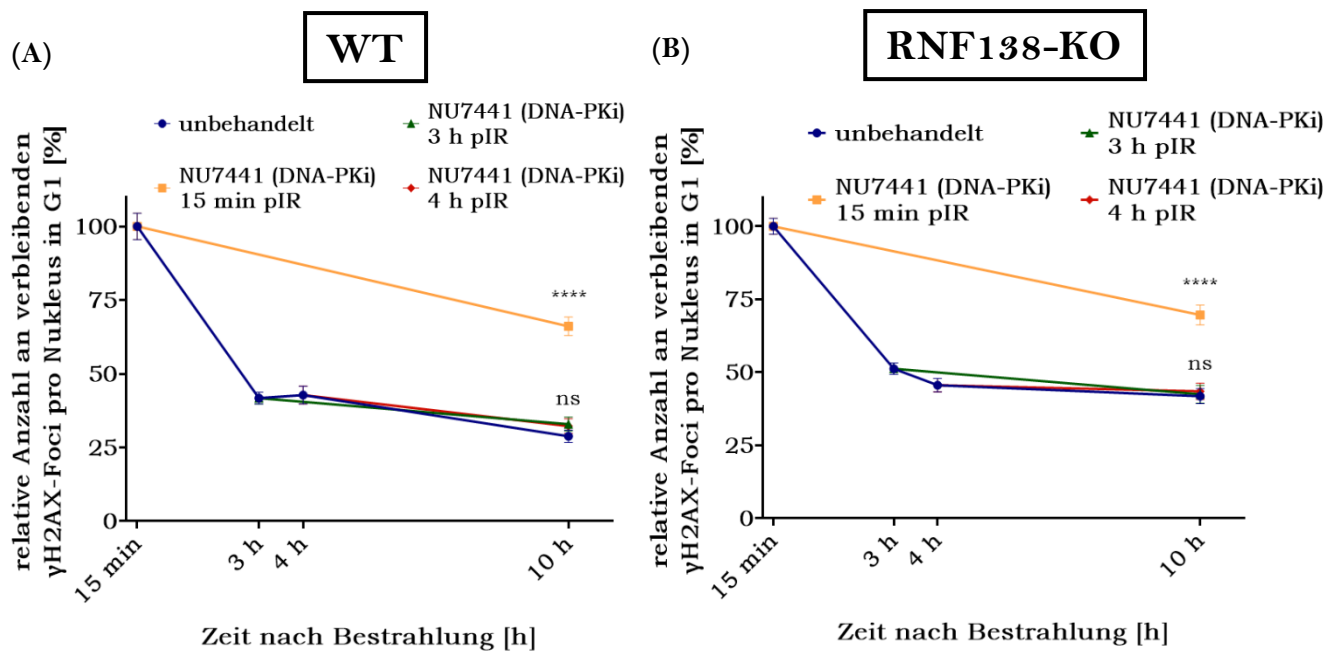 (A)
WT
unbehandelt
NU7441 (DNA-PKi)
3 h pIR
NU7441 (DNA-PKi)
15 min pIR
NU7441 (DNA-PKi)
4 h pIR
relative Anzahl an verbleibenden
γH2AX-Foci pro Nukleus in G1 [%]
100
75
50
25
0
****
ns
15 min
3 h
4 h
10 h
Zeit nach Bestrahlung [h]
(B)
RNF138-KO
unbehandelt
NU7441 (DNA-PKi)
3 h pIR
NU7441 (DNA-PKi)
15 min pIR
NU7441 (DNA-PKi)
4 h pIR
relative Anzahl an verbleibenden
γH2AX-Foci pro Nukleus in G1 [%]
100
75
50
25
0
****
ns
15 min
3 h
4 h
10 h
Zeit nach Bestrahlung [h]